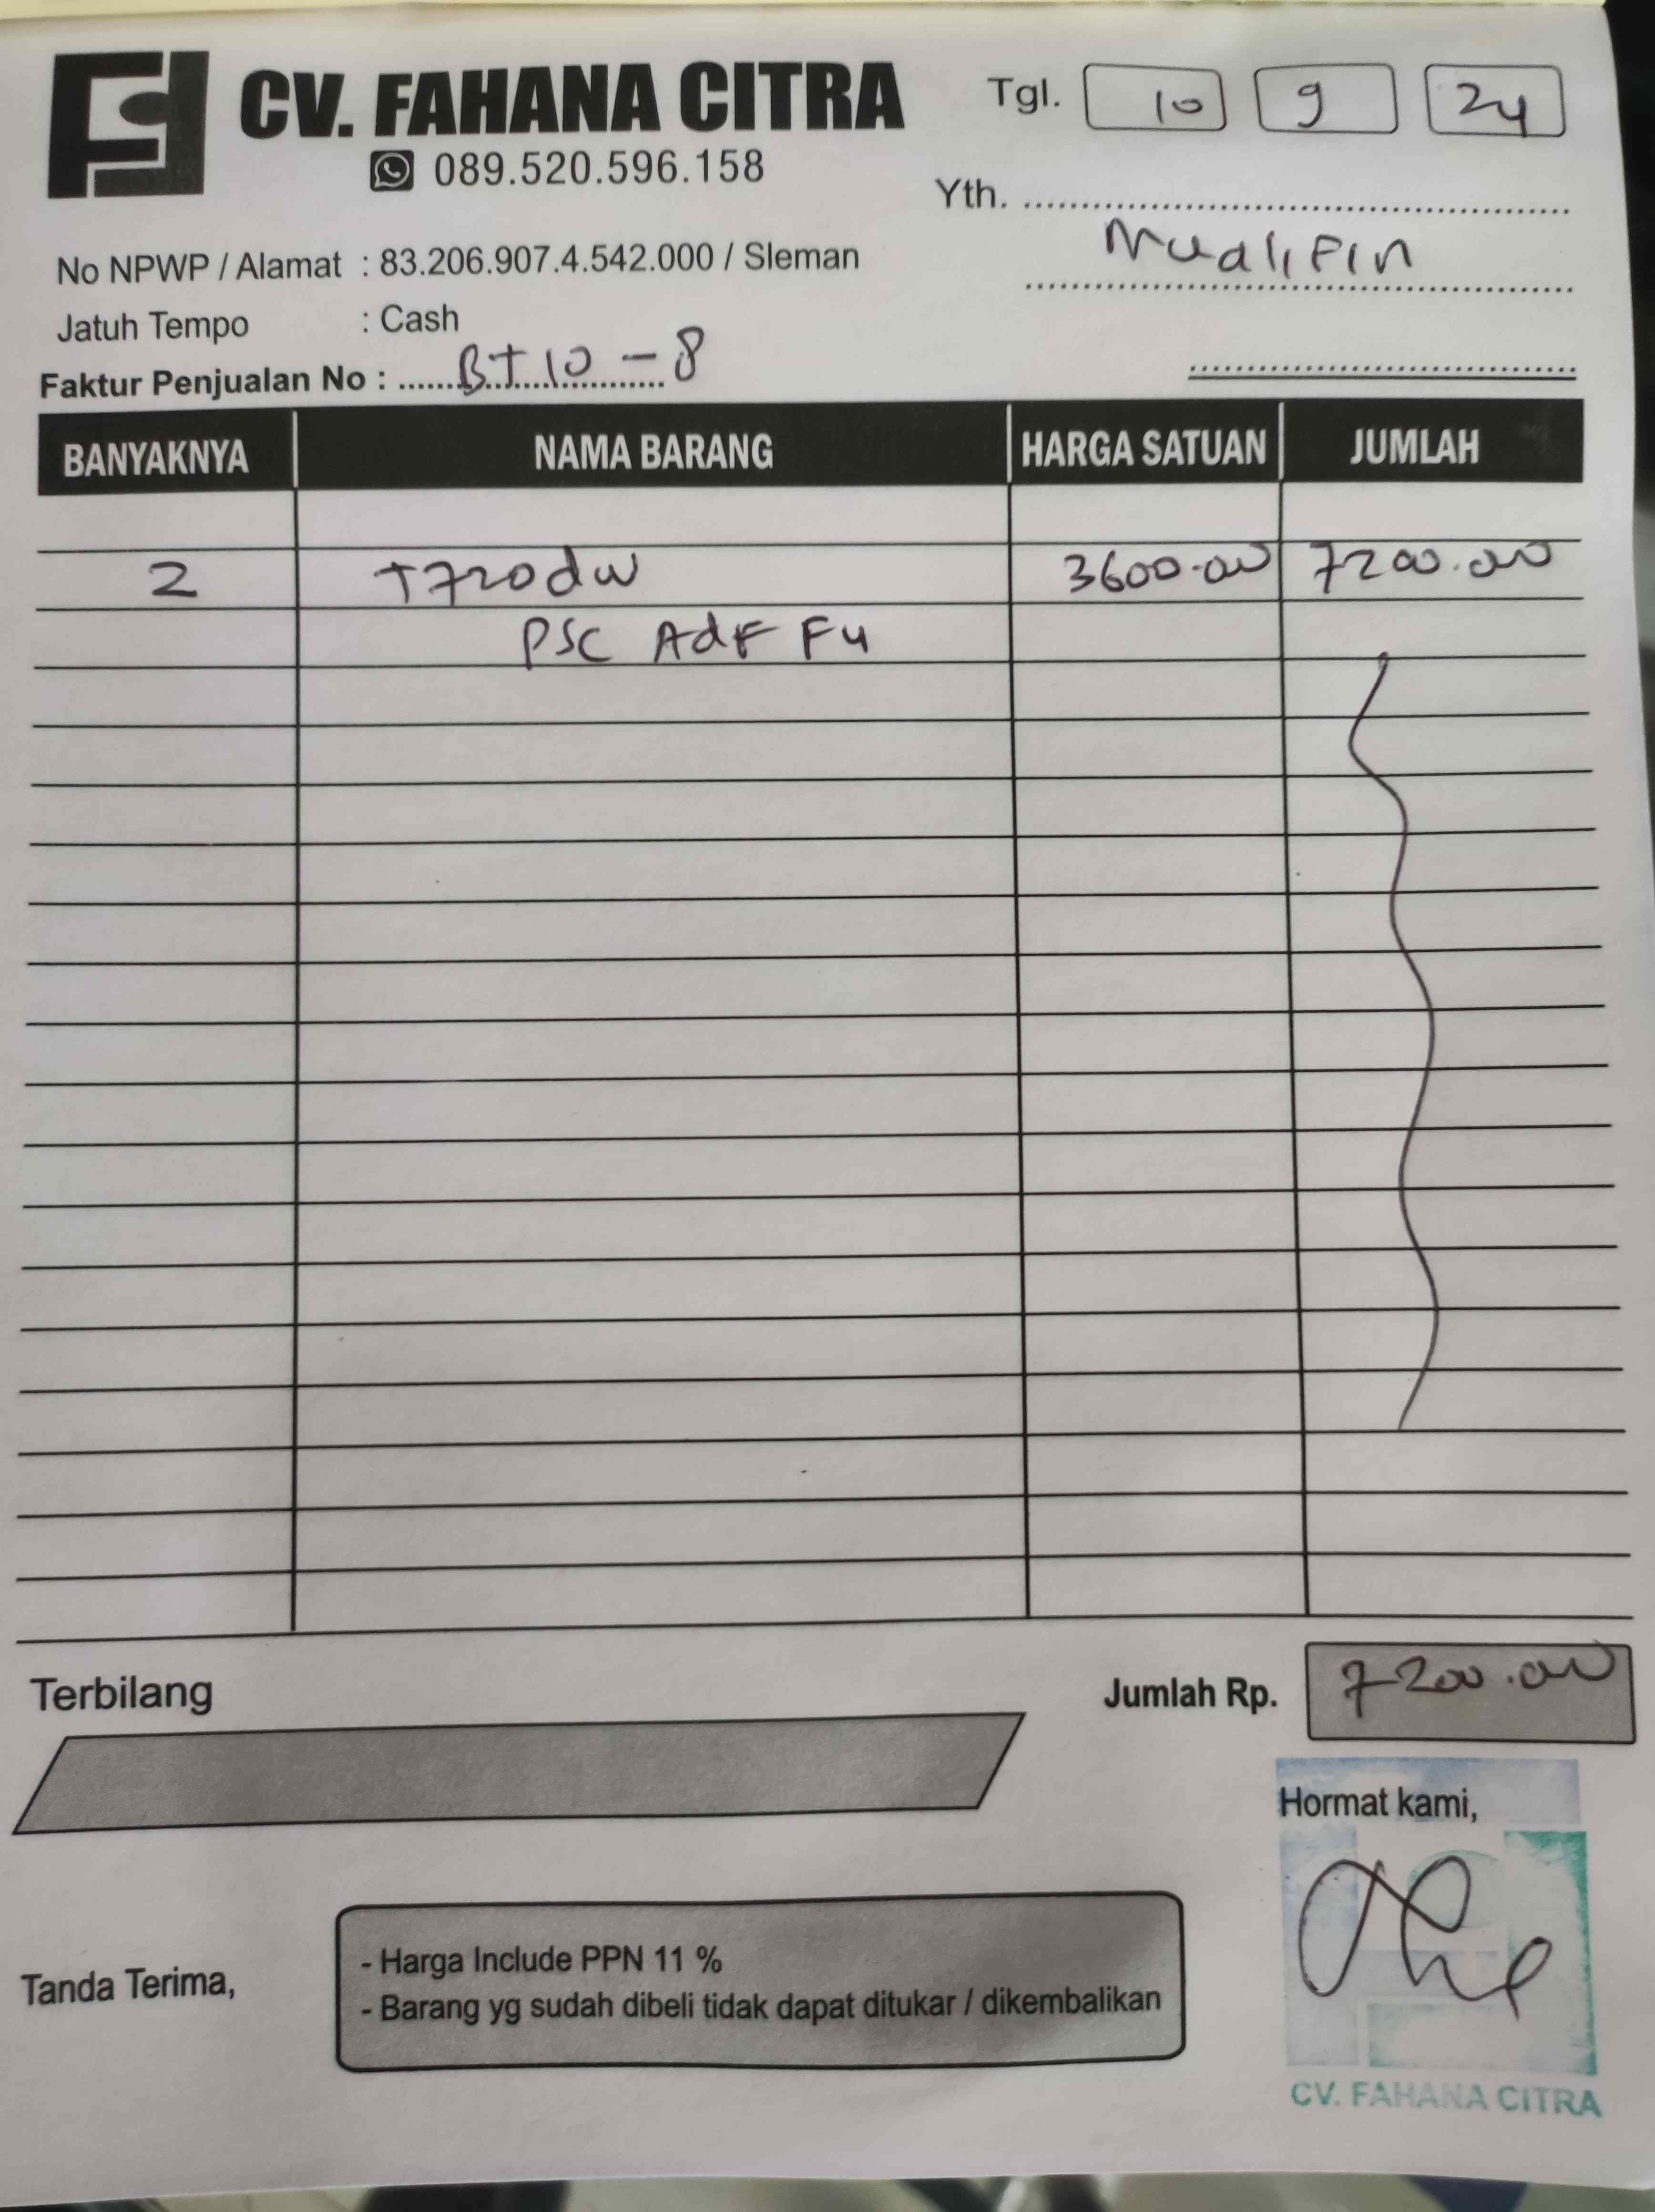 CV. FAHANA CITRA
089.520.596.158
Tgl. 10 9 24
Yth.
Mualifin
No NPWP / Alamat : 83.206.907.4.542.000 / Sleman
Jatuh Tempo : Cash
Faktur Penjualan No : BT 10 - 8
BANYAKNYA NAMA BARANG HARGA SATUAN JUMLAH
2 T720dw 3600.000 7200.000
PSC AdF F4
Terbilang
Jumlah Rp. 7200.000
Hormat kami,
Tanda Terima,
- Harga Include PPN 11 %
- Barang yg sudah dibeli tidak dapat ditukar / dikembalikan
CV. FAHANA CITRA